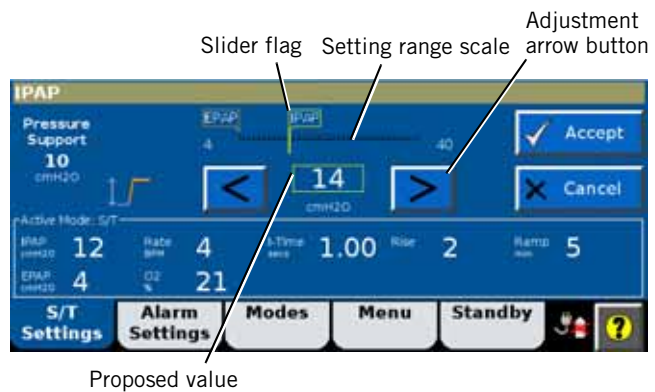 Adjustment
Slider flag Setting range scale arrow button
IPAP
Pressure
Support
10
cmH2O
EPAP IPAP
4 40
< 14 >
cmH2O
Accept
Cancel
Active Mode: S/T
IPAP cmH2O 12 Rate BPM 4 I-Time secs 1.00 Rise 2 Ramp min 5
EPAP cmH2O 4 O2 % 21
S/T Settings Alarm Settings Modes Menu Standby ?
Proposed value